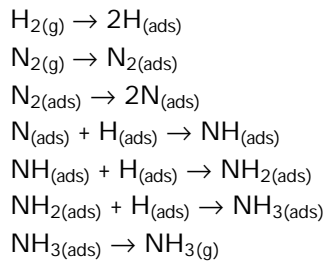 H₂(g) → 2H(ads)
N₂(g) → N₂(ads)
N₂(ads) → 2N(ads)
N(ads) + H(ads) → NH(ads)
NH(ads) + H(ads) → NH₂(ads)
NH₂(ads) + H(ads) → NH₃(ads)
NH₃(ads) → NH₃(g)